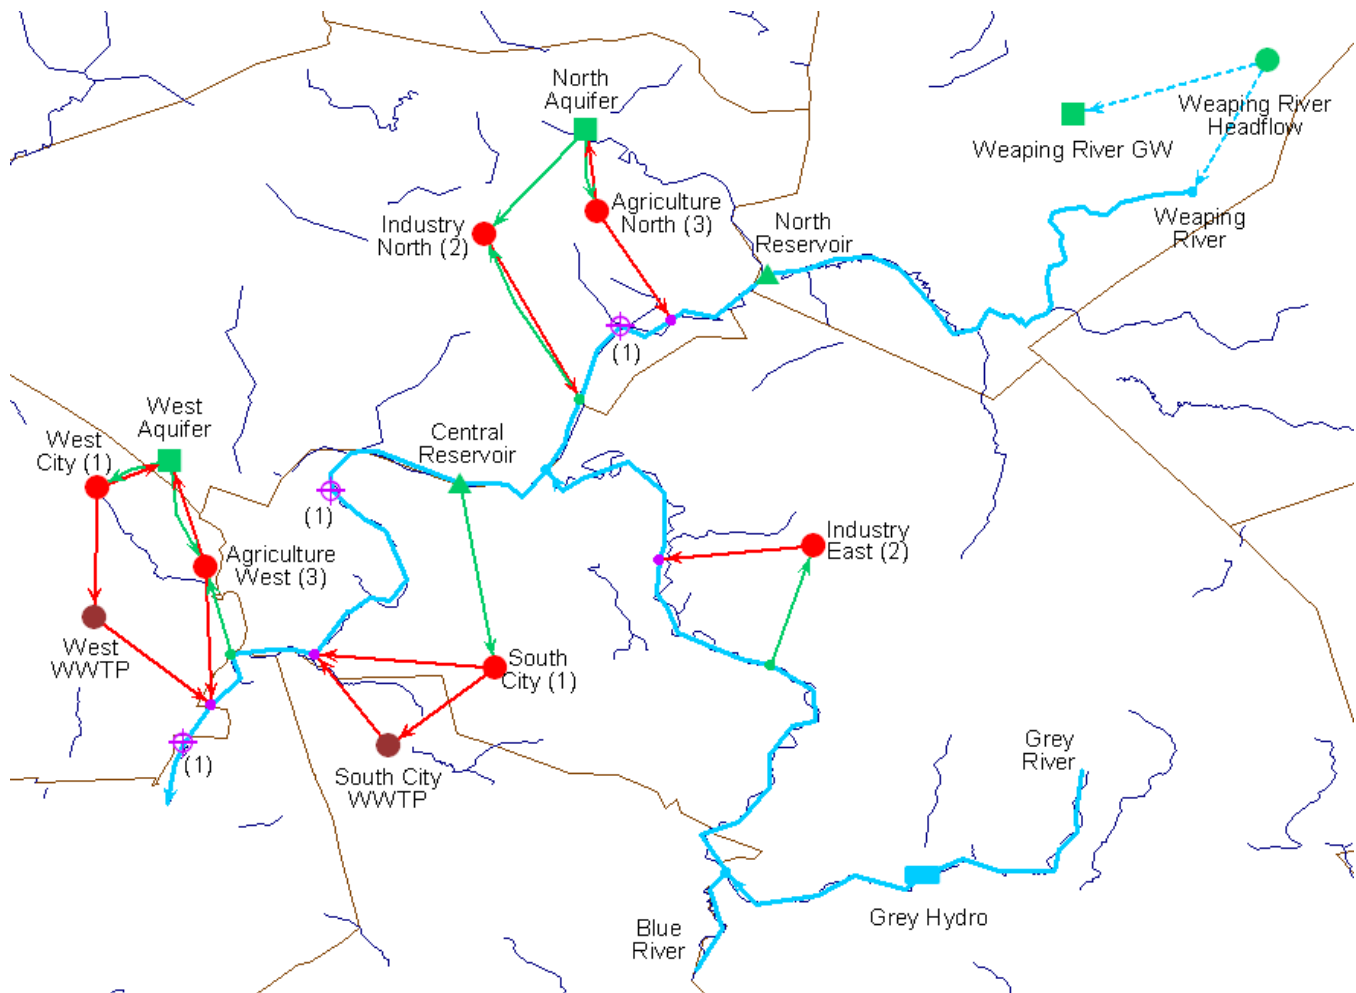 North
Aquifer
Weaping River
Headflow
Weaping River GW
Agriculture
North (3)
Industry
North (2)
North
Reservoir
Weaping
River
(1)
West
Aquifer
West
City (1)
Central
Reservoir
(1)
Industry
East (2)
Agriculture
West (3)
West
WWTP
South
City (1)
(1)
South City
WWTP
Grey
River
Grey Hydro
Blue
River